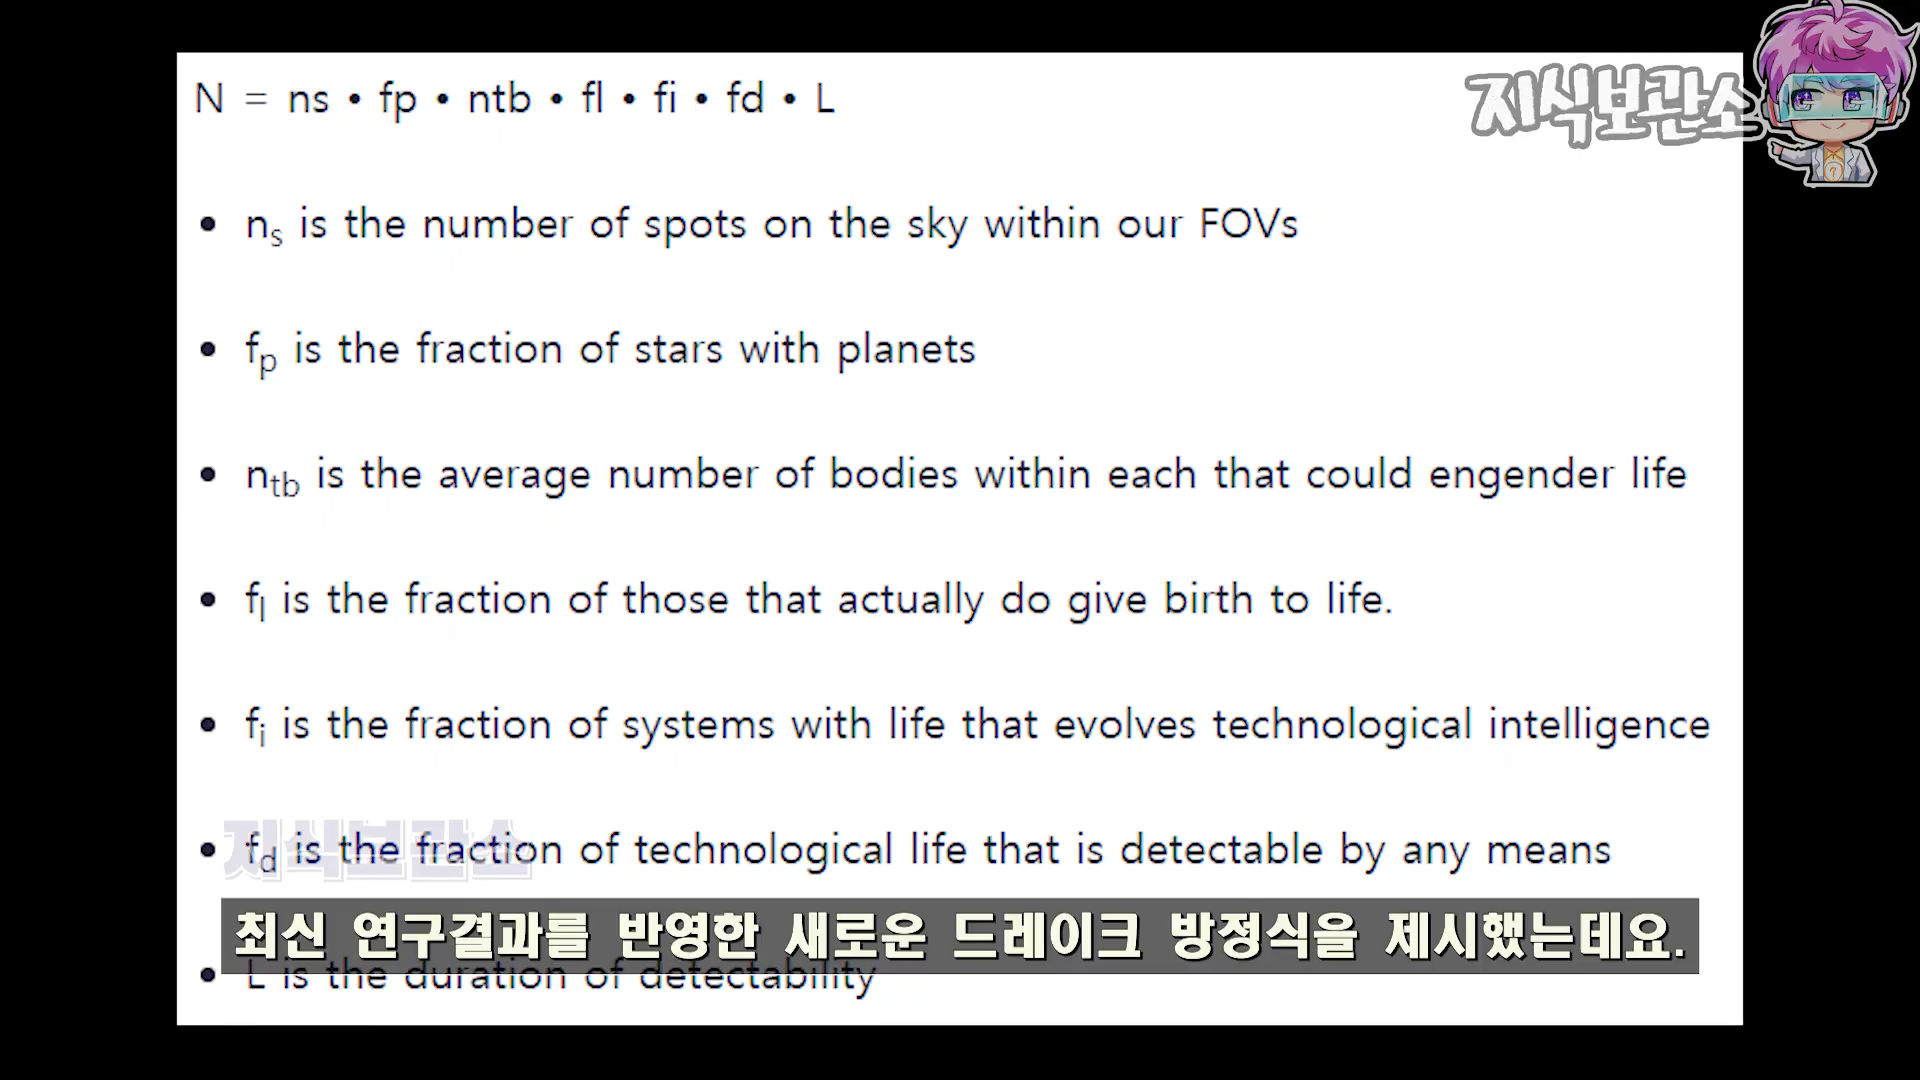 N = ns • fp • ntb • fl • fi • fd • L
지식보관소
• ns is the number of spots on the sky within our FOVs
• fp is the fraction of stars with planets
• ntb is the average number of bodies within each that could engender life
• fl is the fraction of those that actually do give birth to life.
• fi is the fraction of systems with life that evolves technological intelligence
지식보관소
• fd is the fraction of technological life that is detectable by any means
최신 연구결과를 반영한 새로운 드레이크 방정식을 제시했는데요.
• L is the duration of detectability